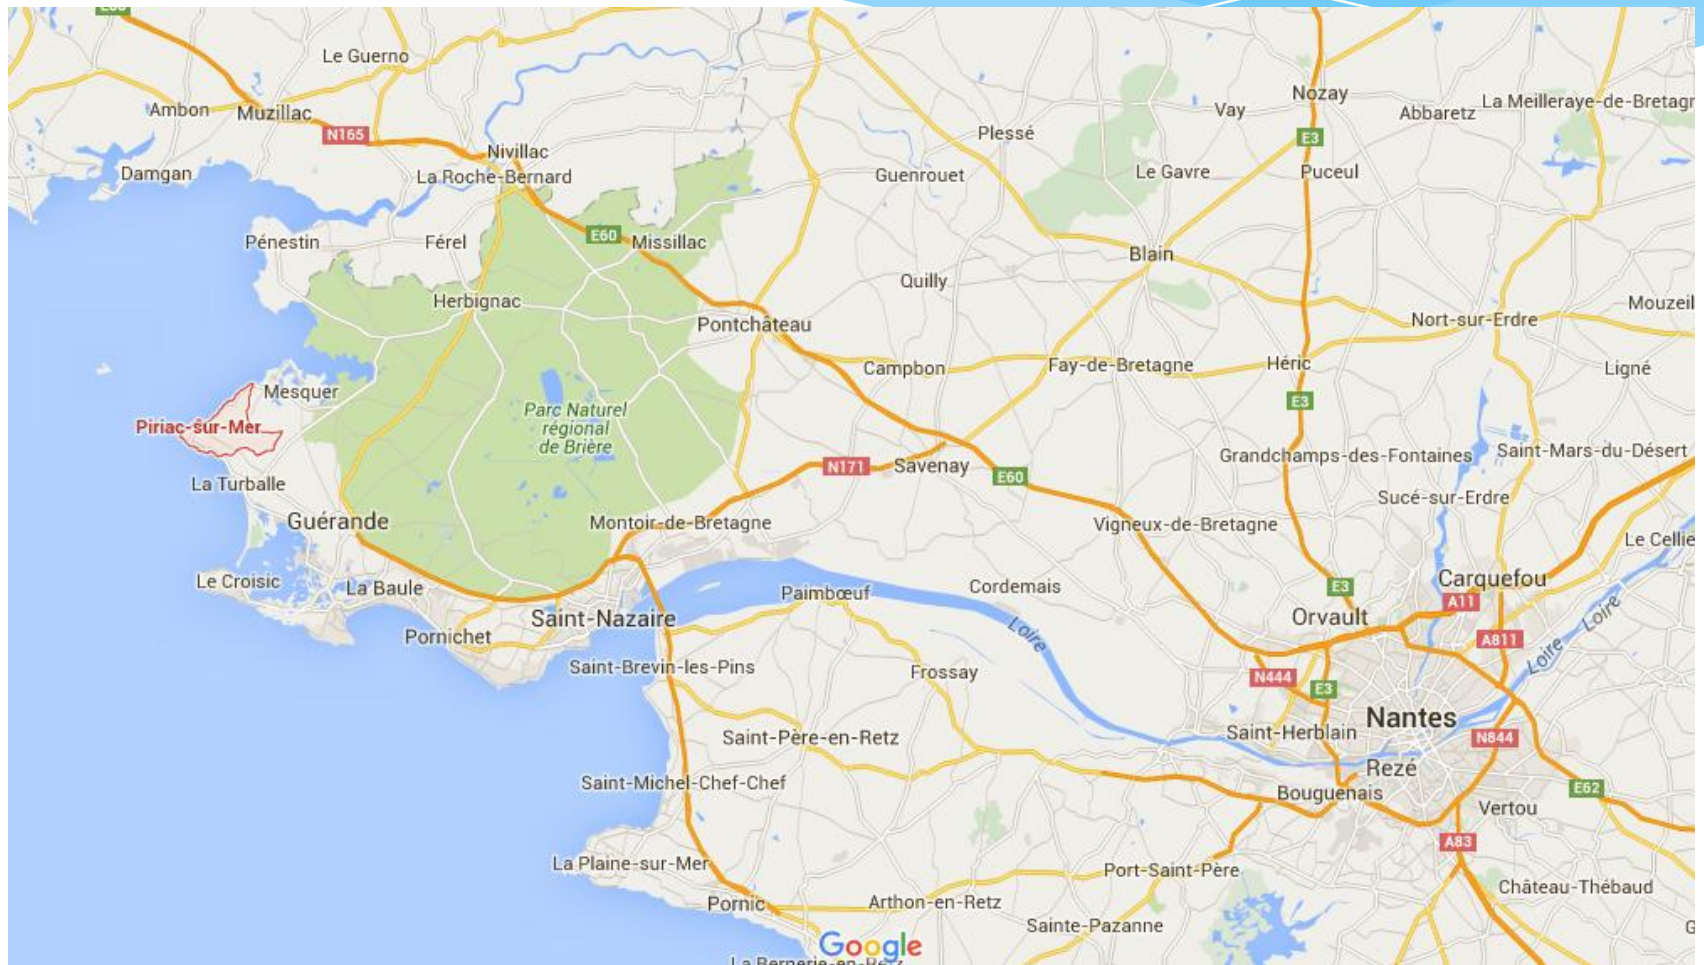 Le Guerno
Ambon
Muzillac
N165
Nozay
Vay
Abbaretz
La Meilleraye-de-Bretagn
Plessé
E3
Nivillac
Damgan
La Roche-Bernard
Guenrouet
Le Gavre
Puceul
Pénestin
Férel
E60
Missillac
Blain
Quilly
Herbignac
Mouzeil
Pontchâteau
Nort-sur-Erdre
Campbon
Fay-de-Bretagne
Héric
Ligné
Mesquer
E3
Parc Naturel
régional
de Brière
Piriac-sur-Mer
La Turballe
N171
Savenay
E60
Grandchamps-des-Fontaines
Saint-Mars-du-Désert
Sucé-sur-Erdre
Guérande
Montoir-de-Bretagne
Vigneux-de-Bretagne
Le Cellie
Le Croisic
La Baule
Paimbœuf
Cordemais
E3
Carquefou
A11
Loire
Saint-Nazaire
Orvault
Pornichet
Loire
A811
Loire
Saint-Brevin-les-Pins
Frossay
N444
E3
Nantes
Saint-Père-en-Retz
Saint-Herblain
N844
Rezé
Saint-Michel-Chef-Chef
Bouguenais
E62
Vertou
A83
La Plaine-sur-Mer
Port-Saint-Père
Château-Thébaud
Pornic
Arthon-en-Retz
Sainte-Pazanne
G
Google